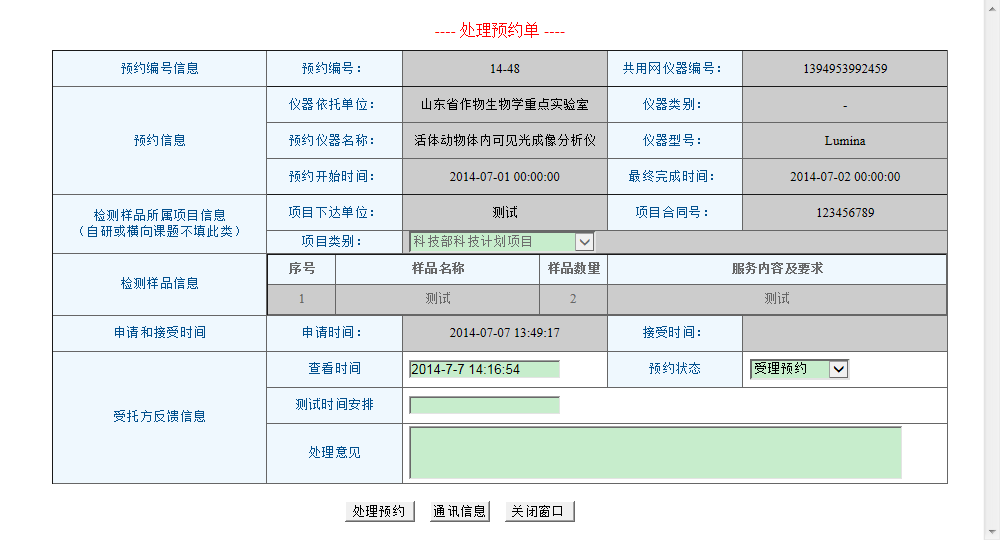 ---- 处理预约单 ----
预约编号信息 预约编号： 14-48 共用网仪器编号： 1394953992459
仪器依托单位： 山东省作物生物学重点实验室 仪器类别： -
预约信息 预约仪器名称： 活体动物体内可见光成像分析仪 仪器型号： Lumina
预约开始时间： 2014-07-01 00:00:00 最终完成时间： 2014-07-02 00:00:00
检测样品所属项目信息
（自研或横向课题不填此类）
项目下达单位： 测试 项目合同号： 123456789
项目类别： 科技部科技计划项目
检测样品信息
序号 样品名称 样品数量 服务内容及要求
1 测试 2 测试
申请和接受时间 申请时间： 2014-07-07 13:49:17 接受时间：
受托方反馈信息
查看时间 2014-7-7 14:16:54 预约状态 受理预约
测试时间安排
处理意见
处理预约 通讯信息 关闭窗口